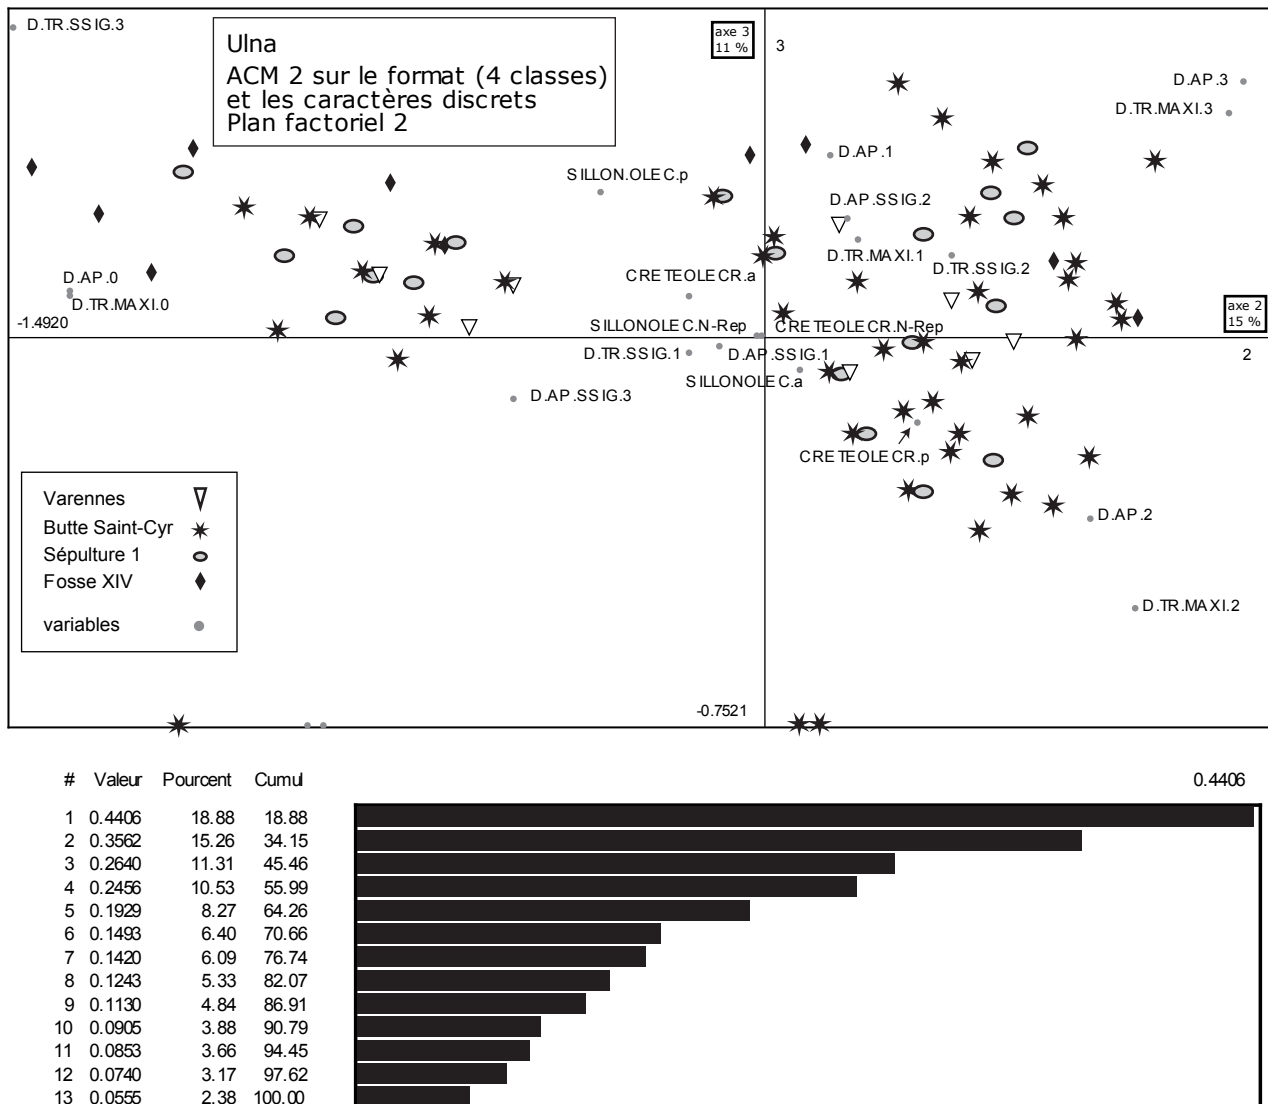 D.TR.SSIG.3
Ulna
ACM 2 sur le format (4 classes)
et les caractères discrets
Plan factoriel 2
axe 3
11 %
3
D.AP.3
D.TR.MAXI.3
D.AP.1
SILLON.OLEC.p
D.AP.SSIG.2
D.TR.MAXI.1
D.TR.SSIG.2
D.AP.0
D.TR.MAXI.0
CRETEOLECR.a
-1.4920
SILLONOLEC.N-Rep
CRETEOLECR.N-Rep
axe 2
15 %
D.TR.SSIG.1
D.AP.SSIG.1
2
SILLONOLEC.a
D.AP.SSIG.3
CRETEOLECR.p
D.AP.2
D.TR.MAXI.2
Varennes
Butte Saint-Cyr
Sépulture 1
Fosse XIV
variables
-0.7521
# Valeur Pourcent Cumul 0.4406
1 0.4406 18.88 18.88
2 0.3562 15.26 34.15
3 0.2640 11.31 45.46
4 0.2456 10.53 55.99
5 0.1929 8.27 64.26
6 0.1493 6.40 70.66
7 0.1420 6.09 76.74
8 0.1243 5.33 82.07
9 0.1130 4.84 86.91
10 0.0905 3.88 90.79
11 0.0853 3.66 94.45
12 0.0740 3.17 97.62
13 0.0555 2.38 100.00